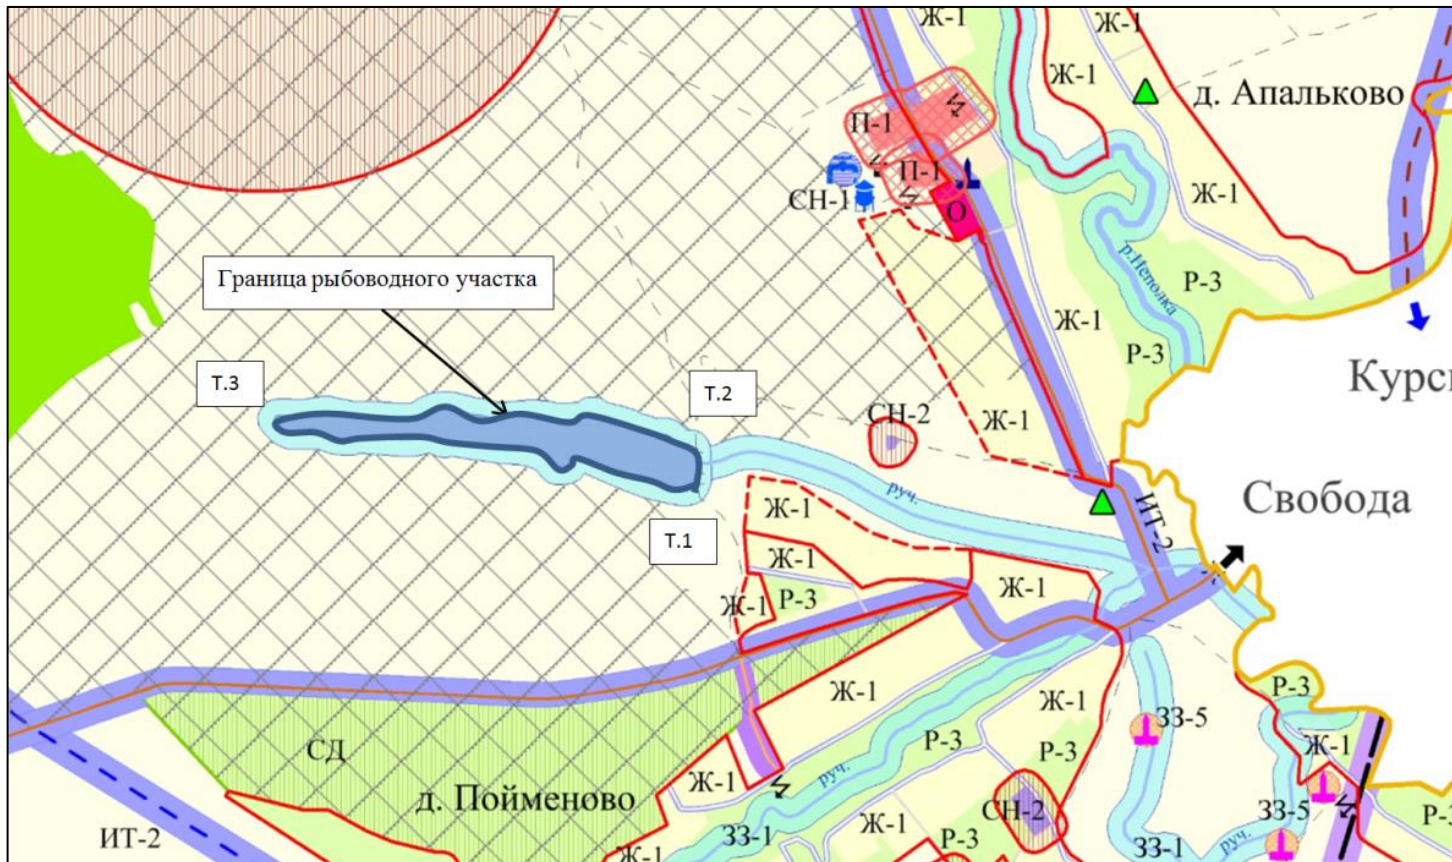 Ж-1
Ж-1
Ж-1
д. Апальково
П-1
П-1
СН-1
О
Ж-1
р.Неполка
Р-3
Граница рыбоводного участка
Ж-1
Р-3
Т.3
Т.2
Курс
СН-2
Ж-1
руч.
Свобода
Ж-1
ИТ-2
Т.1
Ж-1
Ж-1
Ж-1
Р-3
Ж-1
Ж-1
Р-3
ЗЗ-5
СД
Р-3
Р-3
Ж-1
Ж-1
руч.
д. Пойменово
СН-2
ЗЗ-5
Ж-1
Р-3
ИТ-2
ЗЗ-1
Р-3
ЗЗ-1
руч.
Ж-1